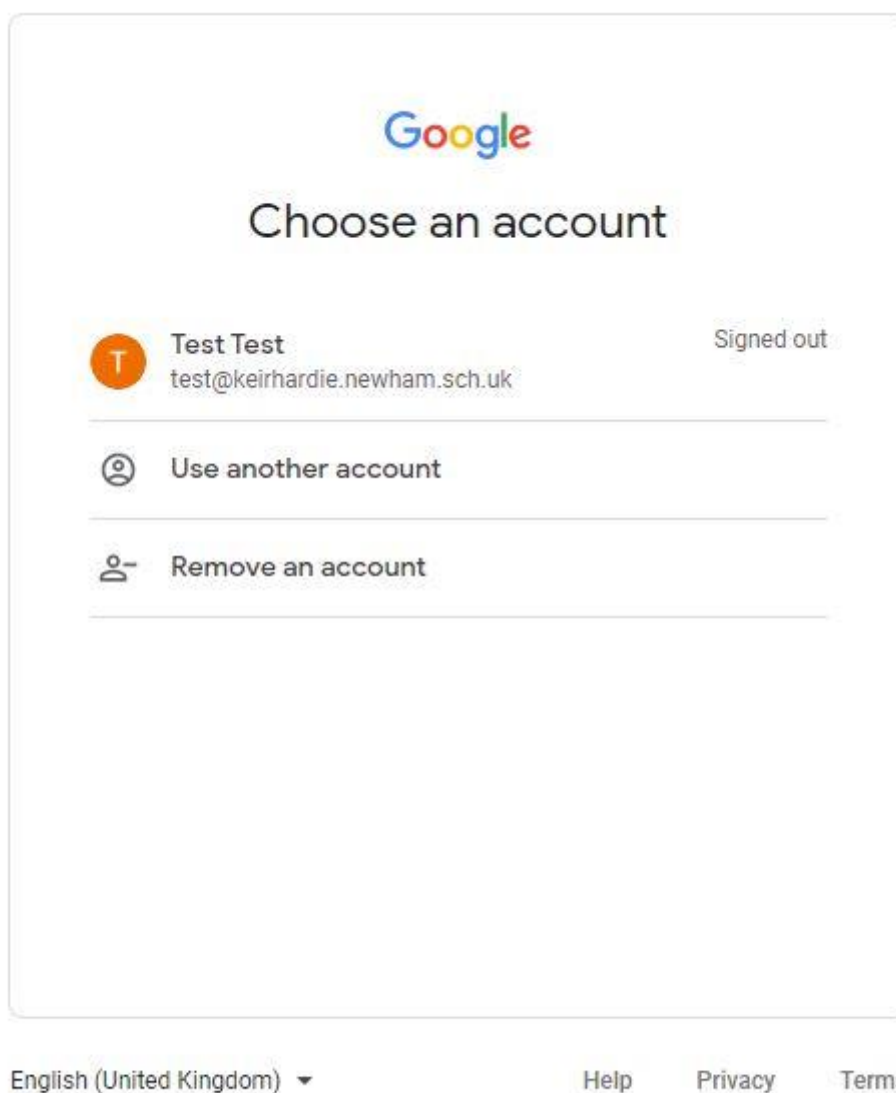 Google
Choose an account
T
Test Test
Signed out
test@keirhardie.newham.sch.uk
Use another account
Remove an account
English (United Kingdom)
Help Privacy Term